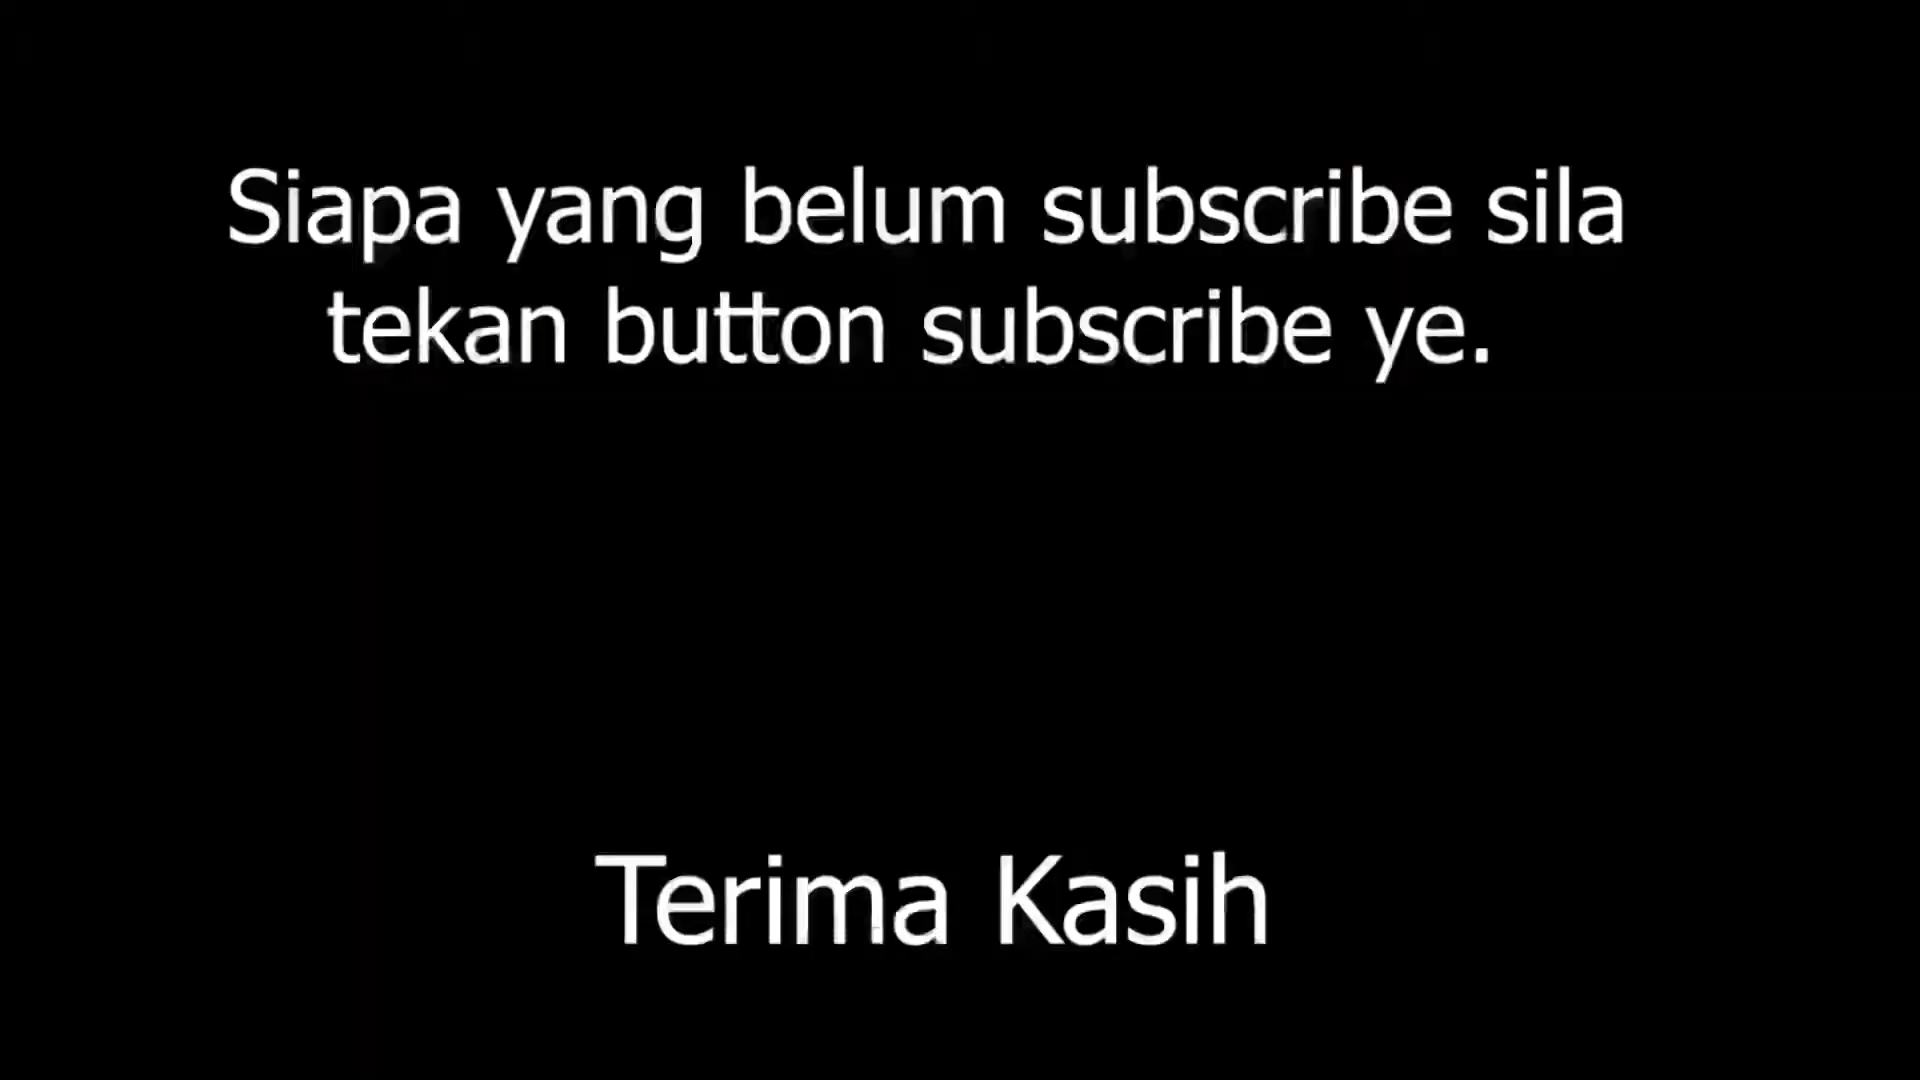 Siapa yang belum subscribe sila
tekan button subscribe ye.
Terima Kasih